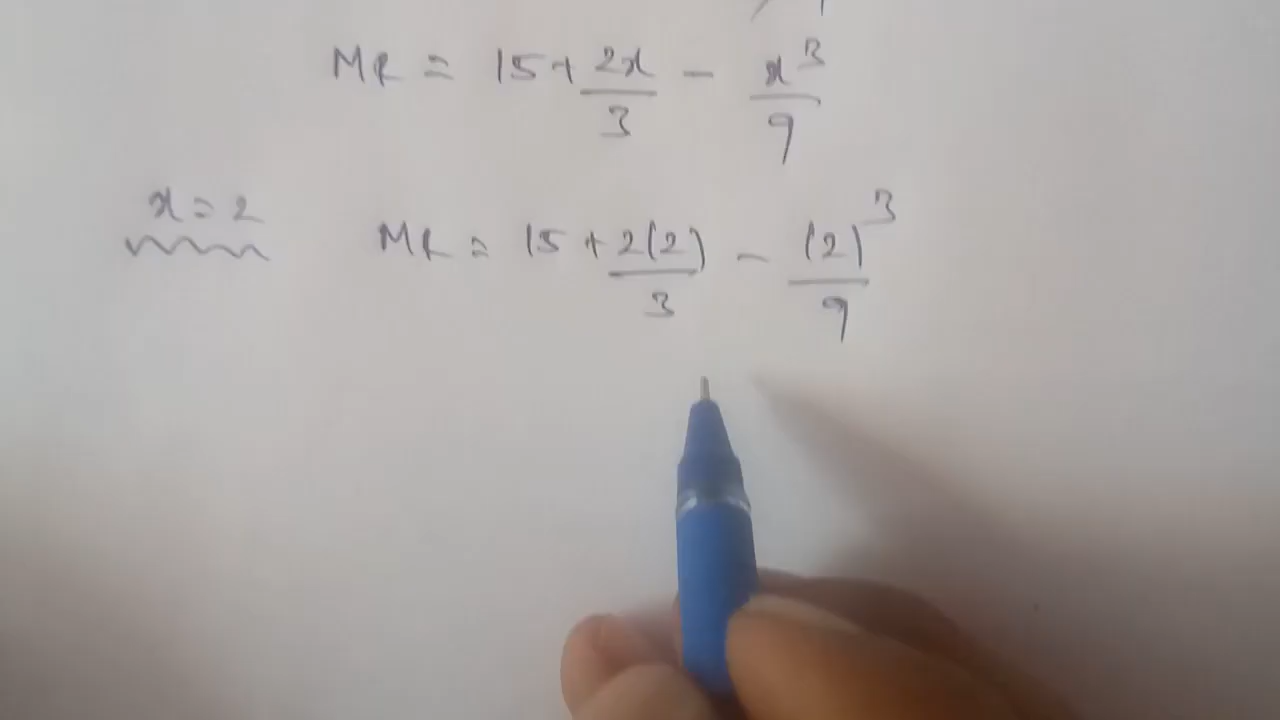 MR = 15 + 2x/3 - x³/9
x = 2 MR = 15 + 2(2)/3 - (2)³/9